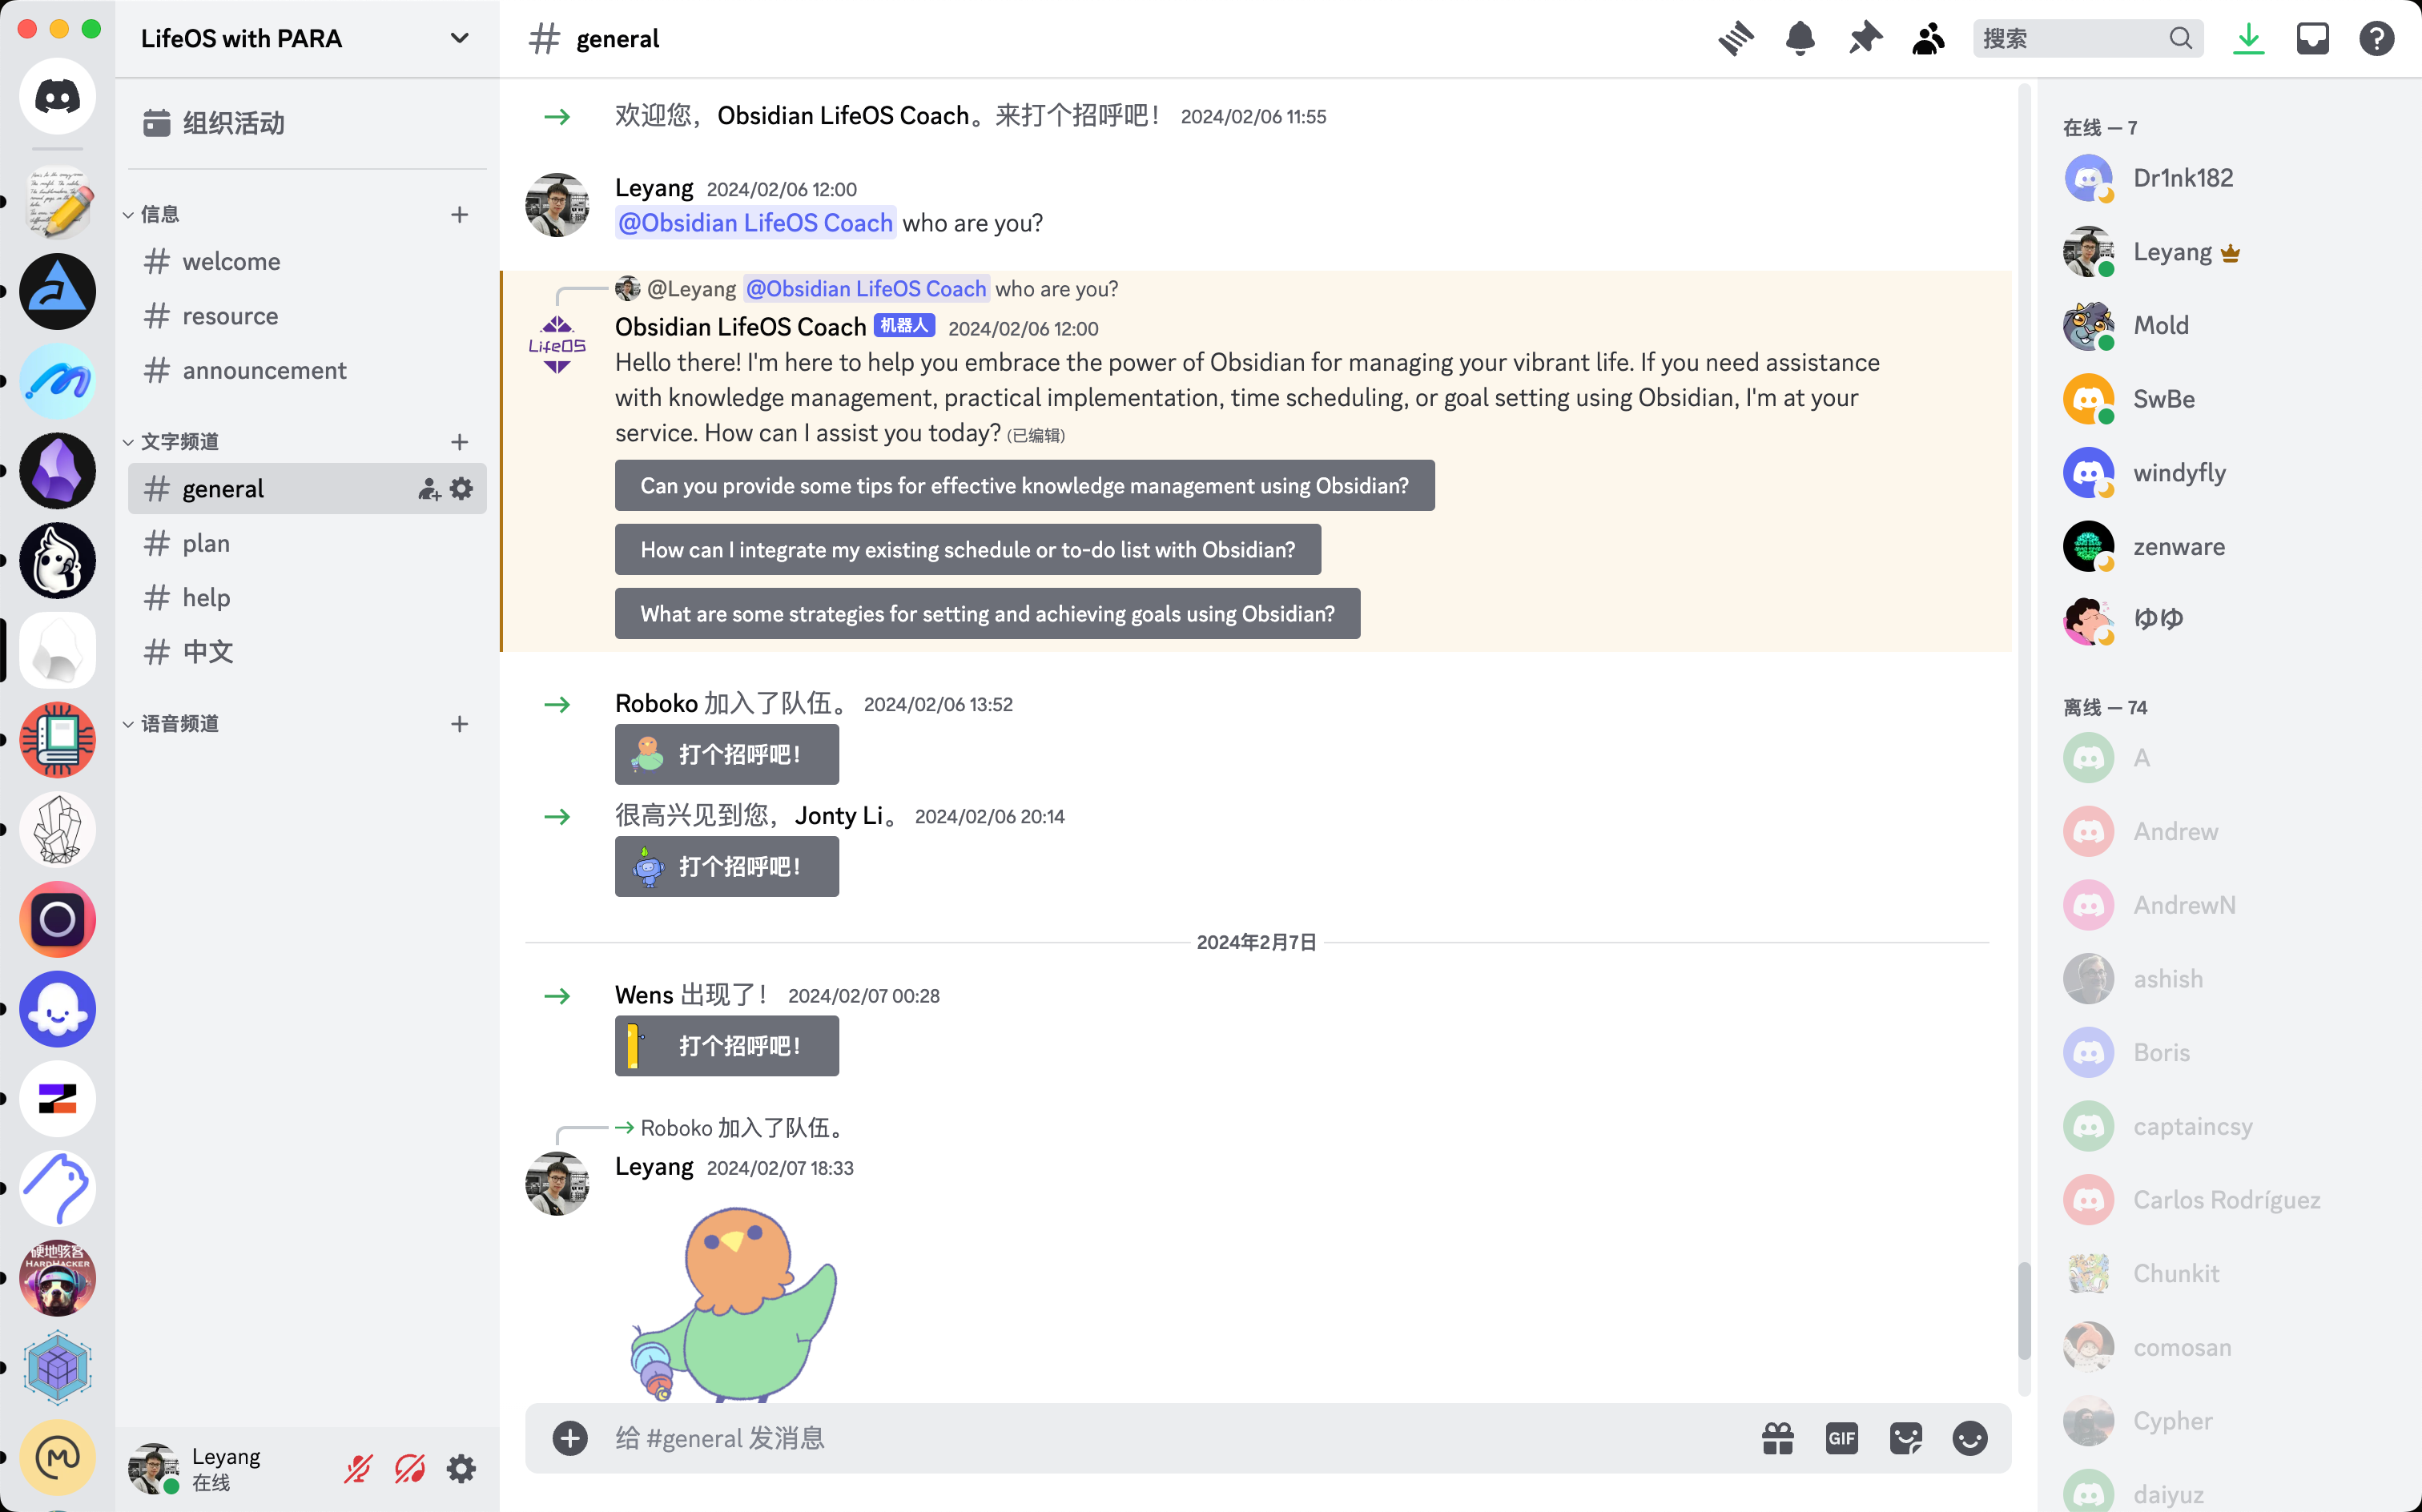 LifeOS with PARA
组织活动
信息
welcome
resource
announcement
文字频道
general
plan
help
中文
语音频道
硬地骇客
HARDHACKER
Leyang
在线
general
搜索
欢迎您，Obsidian LifeOS Coach。来打个招呼吧！ 2024/02/06 11:55
Leyang 2024/02/06 12:00
@Obsidian LifeOS Coach who are you?
@Leyang @Obsidian LifeOS Coach who are you?
LifeOS
Obsidian LifeOS Coach 机器人 2024/02/06 12:00
Hello there! I'm here to help you embrace the power of Obsidian for managing your vibrant life. If you need assistance
with knowledge management, practical implementation, time scheduling, or goal setting using Obsidian, I'm at your
service. How can I assist you today? (已编辑)
Can you provide some tips for effective knowledge management using Obsidian?
How can I integrate my existing schedule or to-do list with Obsidian?
What are some strategies for setting and achieving goals using Obsidian?
Roboko 加入了队伍。 2024/02/06 13:52
打个招呼吧！
很高兴见到您，Jonty Li。 2024/02/06 20:14
打个招呼吧！
2024年2月7日
Wens 出现了！ 2024/02/07 00:28
打个招呼吧！
Roboko 加入了队伍。
Leyang 2024/02/07 18:33
给 #general 发消息
GIF
在线 — 7
Dr1nk182
Leyang
Mold
SwBe
windyfly
zenware
ゆゆ
离线 — 74
A
Andrew
AndrewN
ashish
Boris
captaincsy
Carlos Rodríguez
Chunkit
comosan
Cypher
daiyuz